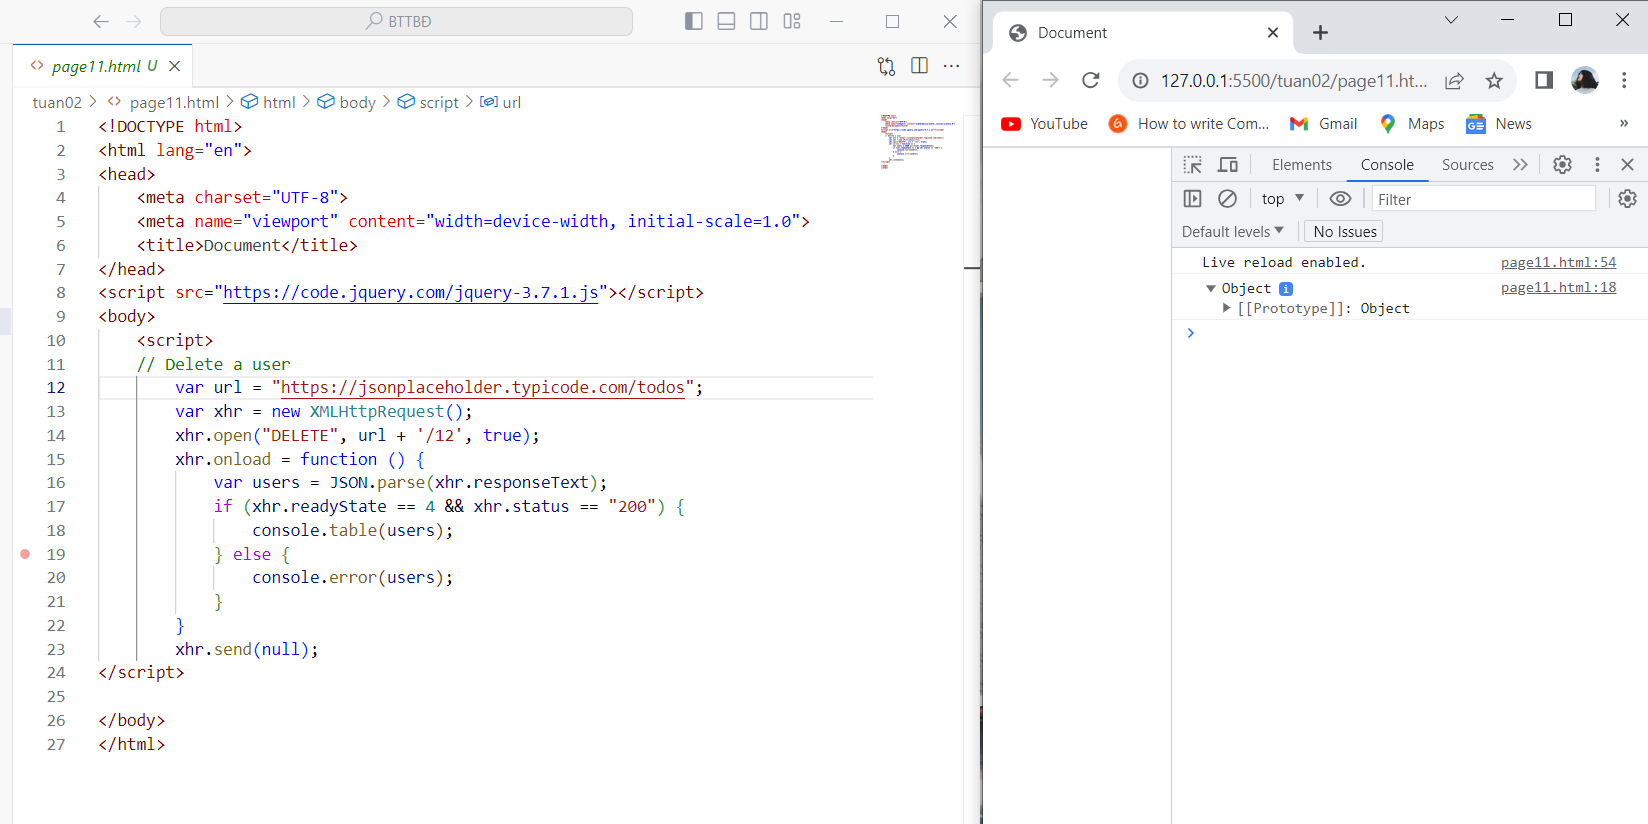 BTTBĐ
page11.html U
tuan02 > page11.html > html > body > script > url
1 <!DOCTYPE html>
2 <html lang="en">
3 <head>
4 <meta charset="UTF-8">
5 <meta name="viewport" content="width=device-width, initial-scale=1.0">
6 <title>Document</title>
7 </head>
8 <script src="https://code.jquery.com/jquery-3.7.1.js"></script>
9 <body>
10 <script>
11 // Delete a user
12 var url = "https://jsonplaceholder.typicode.com/todos";
13 var xhr = new XMLHttpRequest();
14 xhr.open("DELETE", url + '/12', true);
15 xhr.onload = function () {
16 var users = JSON.parse(xhr.responseText);
17 if (xhr.readyState == 4 && xhr.status == "200") {
18 console.table(users);
19 } else {
20 console.error(users);
21 }
22 }
23 xhr.send(null);
24 </script>
25
26 </body>
27 </html>
Document
127.0.0.1:5500/tuan02/page11.ht...
YouTube How to write Com... Gmail Maps News »
Elements Console Sources
top Filter
Default levels No Issues
Live reload enabled. page11.html:54
Object page11.html:18
[[Prototype]]: Object